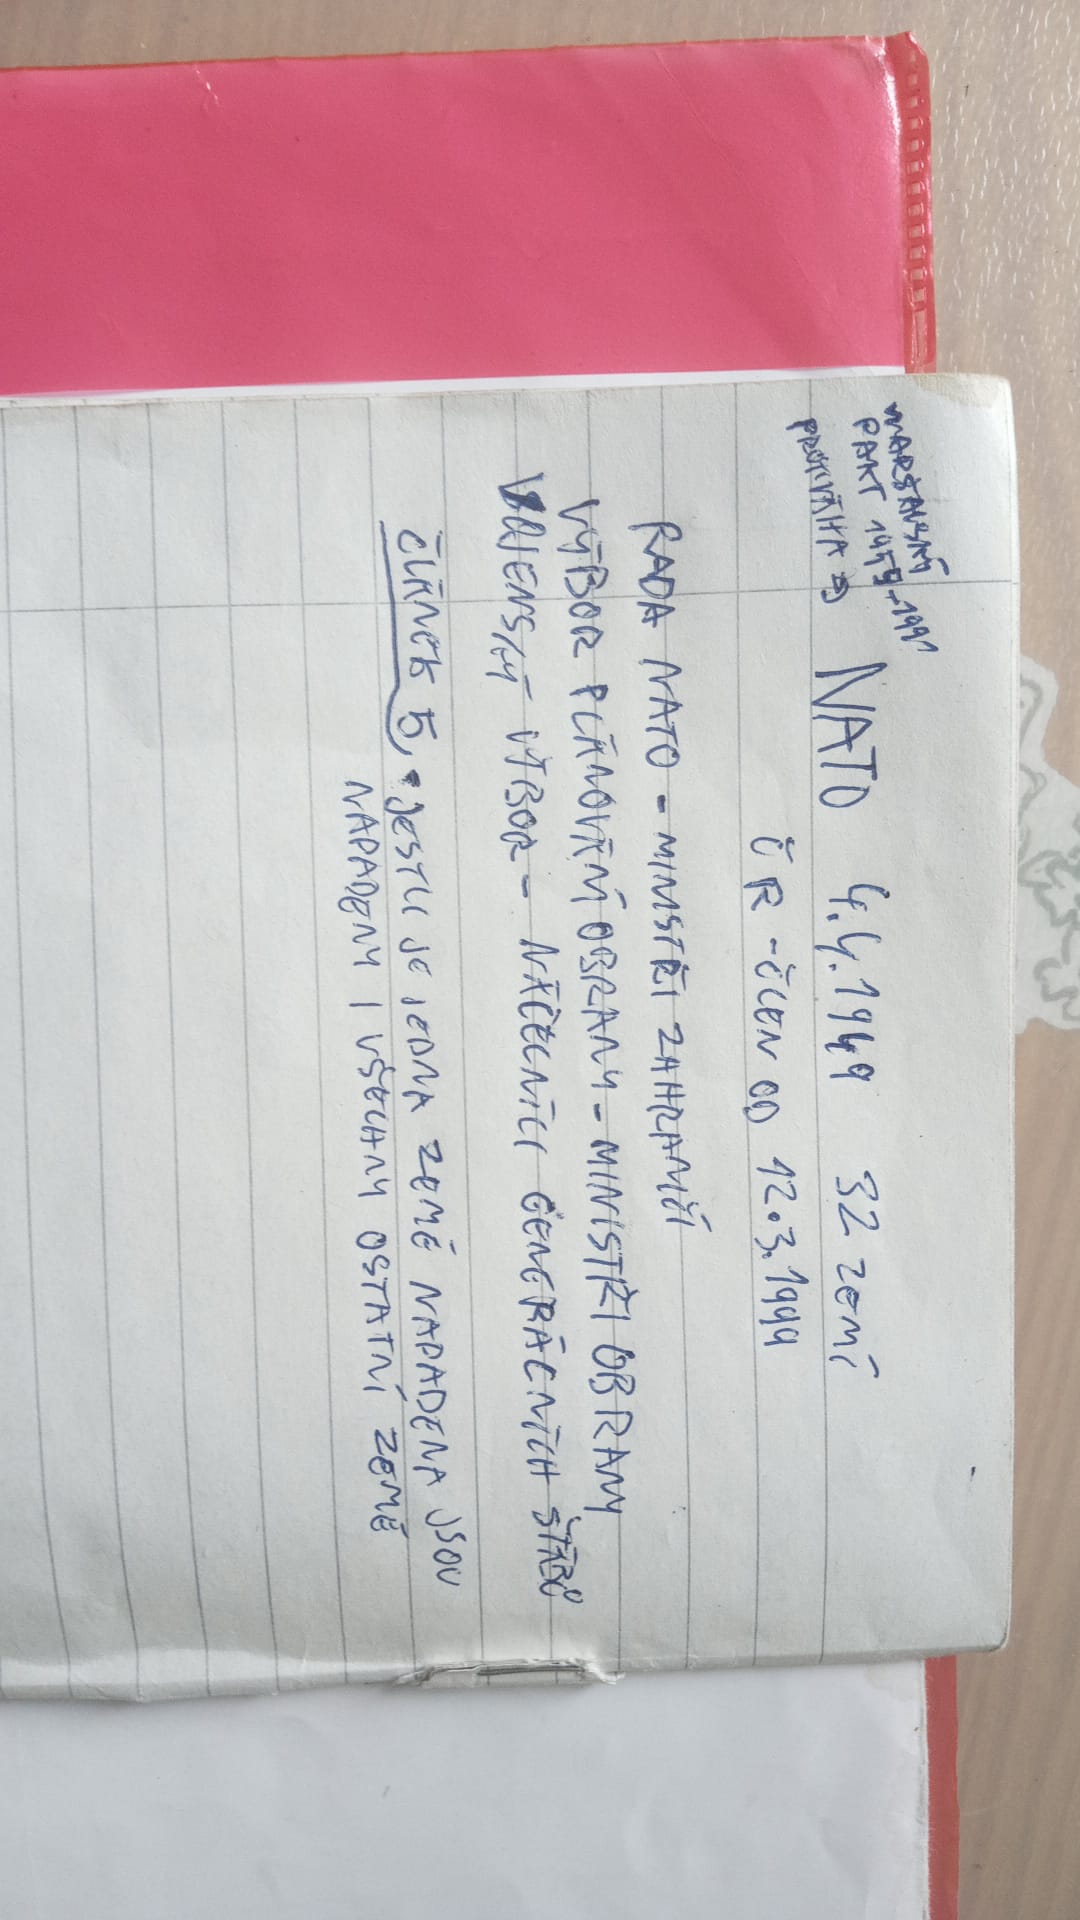 VARŠAVSKÝ
PAKT 1955-1991
PROTIVÁHA →
NATO 4.4.1949 32 ZEMÍ
ČR - ČLEN OD 12.3.1999
RADA NATO - MINISTŘI ZAHRANIČÍ
VÝBOR PLÁNOVÁNÍ OBRANY - MINISTŘI OBRANY
VOJENSKÝ VÝBOR - NÁČELNÍCI GENERÁLNÍCH ŠTÁBŮ
ČLÁNEK 5, • JESTLI JE JEDNA ZEMĚ NAPADENA JSOU
NAPADENY I VŠECHNY OSTATNÍ ZEMĚ